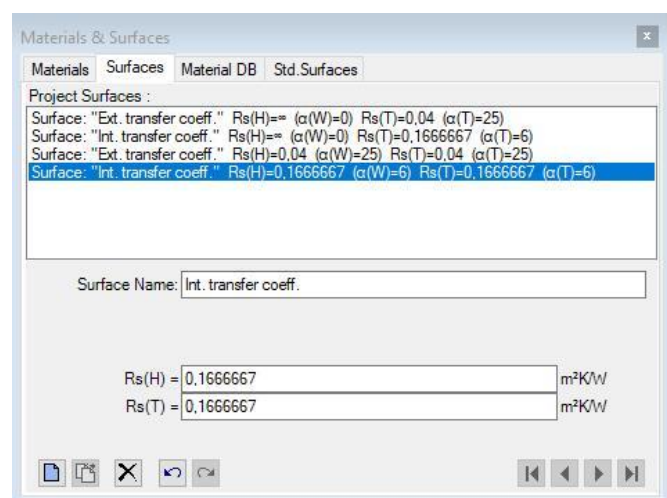 Materials & Surfaces
Materials Surfaces Material DB Std.Surfaces
Project Surfaces :
Surface: "Ext. transfer coeff." Rs(H)=∞ (α(W)=0) Rs(T)=0,04 (α(T)=25)
Surface: "Int. transfer coeff." Rs(H)=∞ (α(W)=0) Rs(T)=0,1666667 (α(T)=6)
Surface: "Ext. transfer coeff." Rs(H)=0,04 (α(W)=25) Rs(T)=0,04 (α(T)=25)
Surface: "Int. transfer coeff." Rs(H)=0,1666667 (α(W)=6) Rs(T)=0,1666667 (α(T)=6)
Surface Name: Int. transfer coeff.
Rs(H) = 0,1666667 m²K/W
Rs(T) = 0,1666667 m²K/W